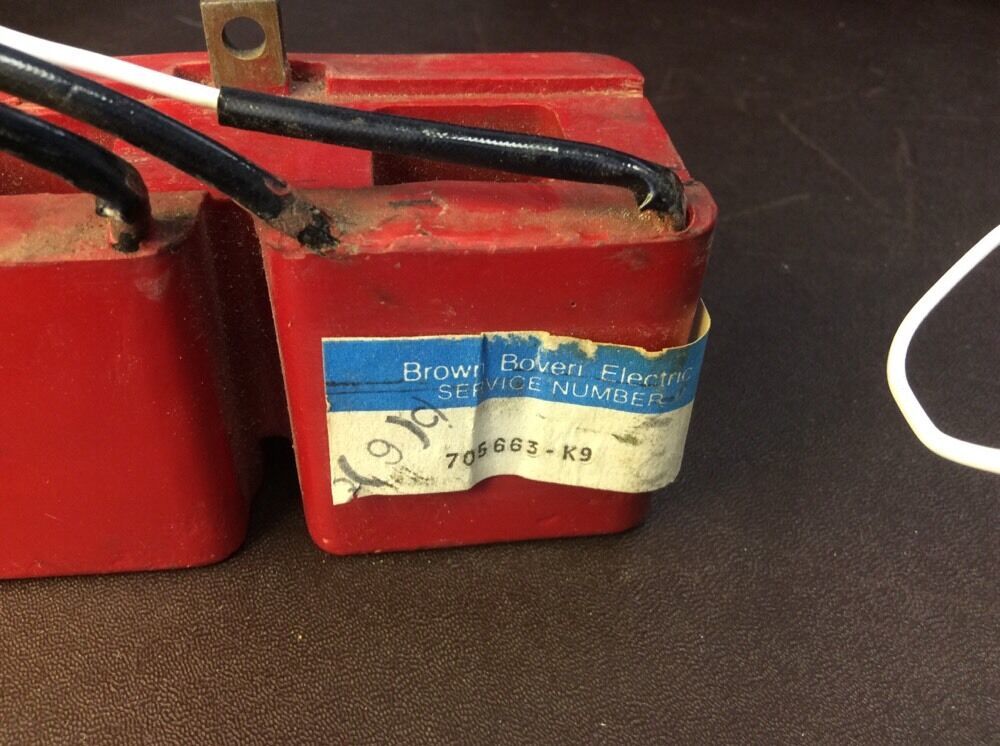 Brown Boveri Electric
SERVICE NUMBER
705663-K9